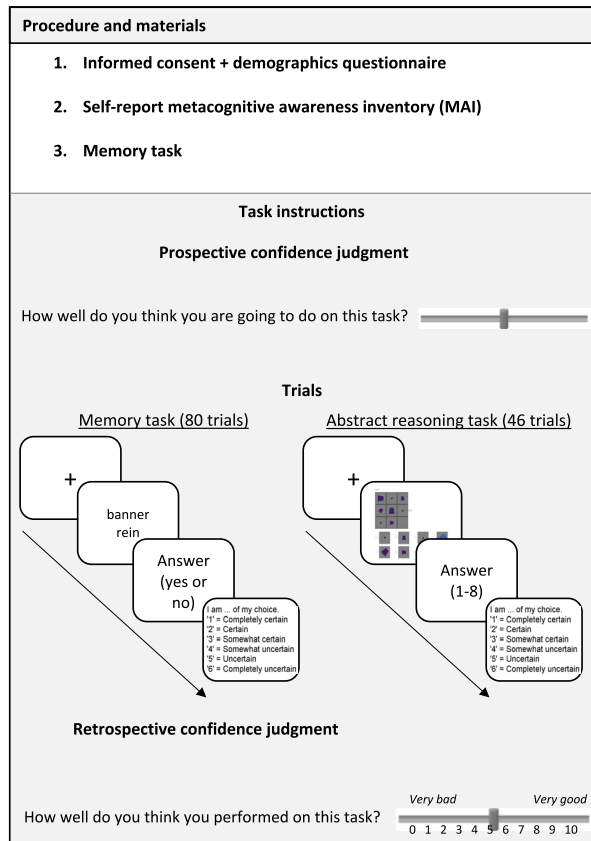 Procedure and materials
1. Informed consent + demographics questionnaire
2. Self-report metacognitive awareness inventory (MAI)
3. Memory task
Task instructions
Prospective confidence judgment
How well do you think you are going to do on this task?
Trials
Memory task (80 trials)
+
banner
rein
Answer
(yes or
no)
I am ... of my choice.
'1' = Completely certain
'2' = Certain
'3' = Somewhat certain
'4' = Somewhat uncertain
'5' = Uncertain
'6' = Completely uncertain
Abstract reasoning task (46 trials)
+
Answer
(1-8)
I am ... of my choice.
'1' = Completely certain
'2' = Certain
'3' = Somewhat certain
'4' = Somewhat uncertain
'5' = Uncertain
'6' = Completely uncertain
Retrospective confidence judgment
How well do you think you performed on this task?
Very bad Very good
0 1 2 3 4 5 6 7 8 9 10